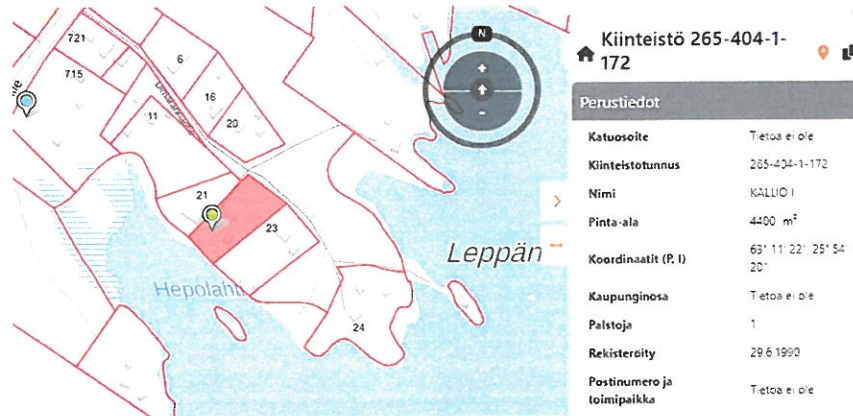 721
715
6
16
11
20
21
23
24
N
Leppän
Hepolahti
Kiinteistö 265-404-1-
172
Perustiedot
Katuosoite Tietoa ei ole
Kiinteistötunnus 265-404-1-172
Nimi KALLIO I
Pinta-ala 4400 m²
Koordinaatit (P, I) 63° 11' 22", 25° 54'
20"
Kaupunginosa Tietoa ei ole
Palstoja 1
Rekisteröity 29.6.1990
Postinumero ja
toimipaikka Tietoa ei ole